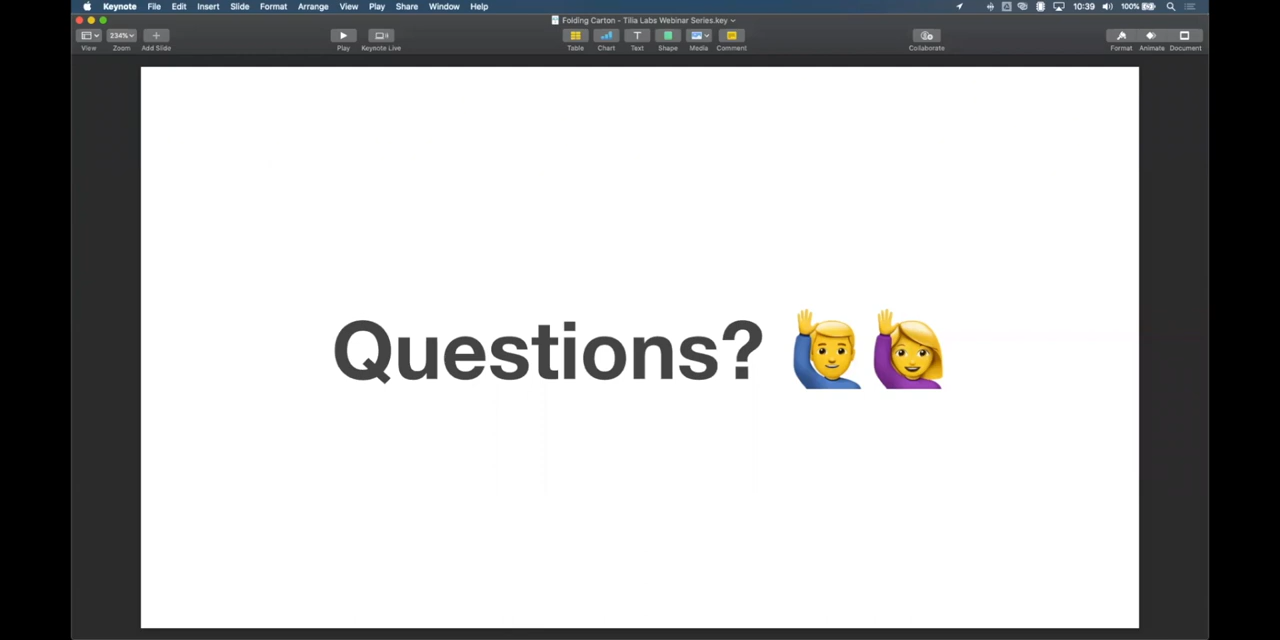 Keynote File Edit Insert Slide Format Arrange View Play Share Window Help 10:39 100%
Folding Carton - Tilia Labs Webinar Series.key
234%
View Zoom Add Slide Play Keynote Live Table Chart Text Shape Media Comment Collaborate Format Animate Document
Questions? 🙋‍♂️🙋‍♀️